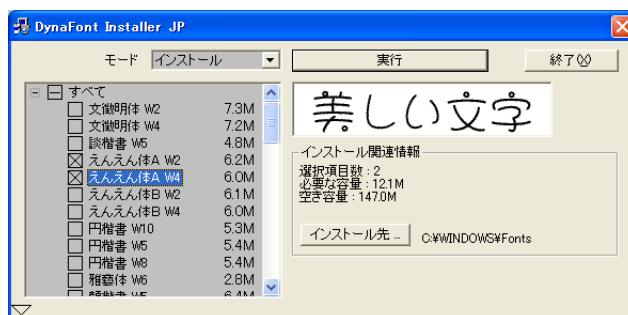 DynaFont Installer JP
モード インストール 実行 終了(X)
すべて
文徴明体 W2 7.3M
文徴明体 W4 7.2M
談楷書 W5 4.8M
えんえん体A W2 6.2M
えんえん体A W4 6.0M
えんえん体B W2 6.1M
えんえん体B W4 6.0M
円楷書 W10 5.3M
円楷書 W5 5.4M
円楷書 W8 5.4M
雅藝体 W6 2.8M
顏楷書 W5 6.4M
美しい文字
インストール関連情報
選択項目数 : 2
必要な容量 : 12.1M
空き容量 : 147.0M
インストール先 ... C:¥WINDOWS¥Fonts